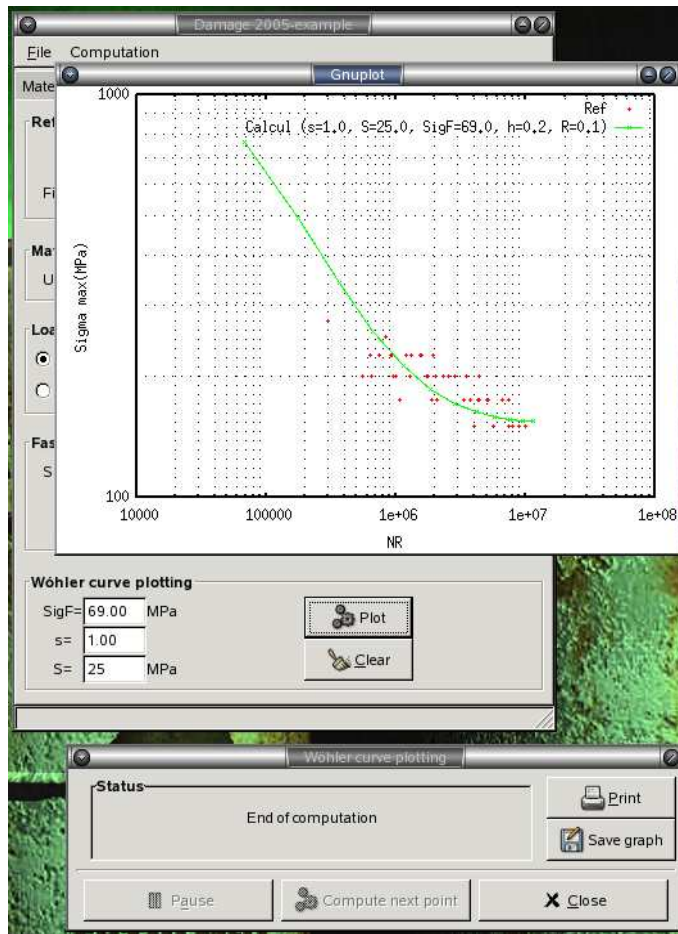 Damage 2005-example
File Computation
Gnuplot
Mate
Ref
Fi
Ma
U
Loa
Fas
S
1000
100
Sigma max(MPa)
Ref
Calcul (s=1.0, S=25.0, SigF=69.0, h=0.2, R=0.1)
10000 100000 1e+06 1e+07 1e+08
NR
Wöhler curve plotting
SigF= 69.00 MPa
s= 1.00
S= 25 MPa
Plot
Clear
Wöhler curve plotting
Status
End of computation
Print
Save graph
Pause Compute next point Close